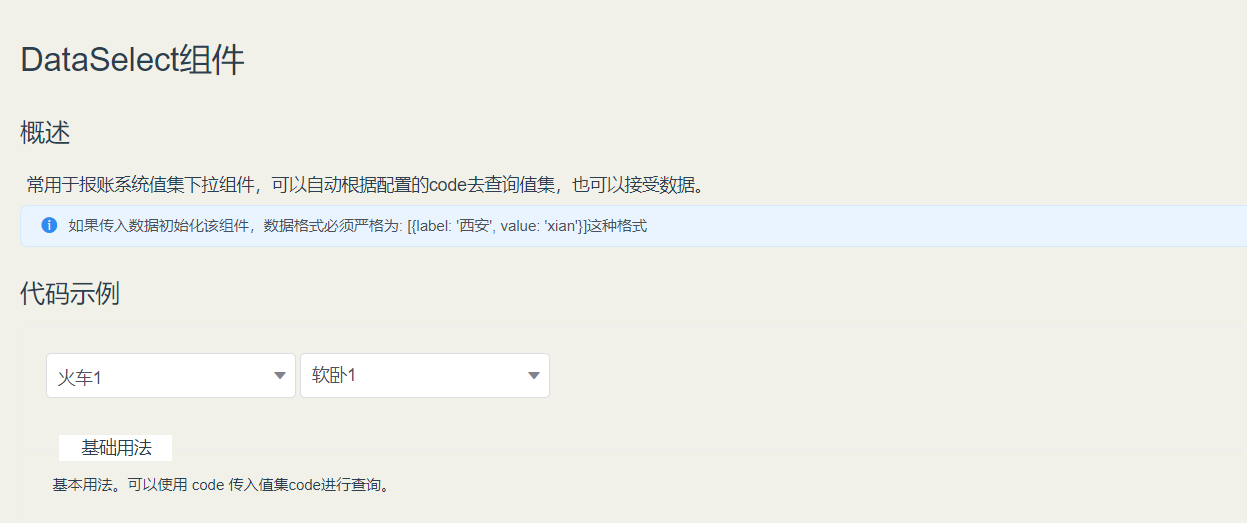 DataSelect组件
概述
常用于报账系统值集下拉组件，可以自动根据配置的code去查询值集，也可以接受数据。
如果传入数据初始化该组件，数据格式必须严格为: [{label: '西安', value: 'xian'}]这种格式
代码示例
火车1 软卧1
基础用法
基本用法。可以使用 code 传入值集code进行查询。